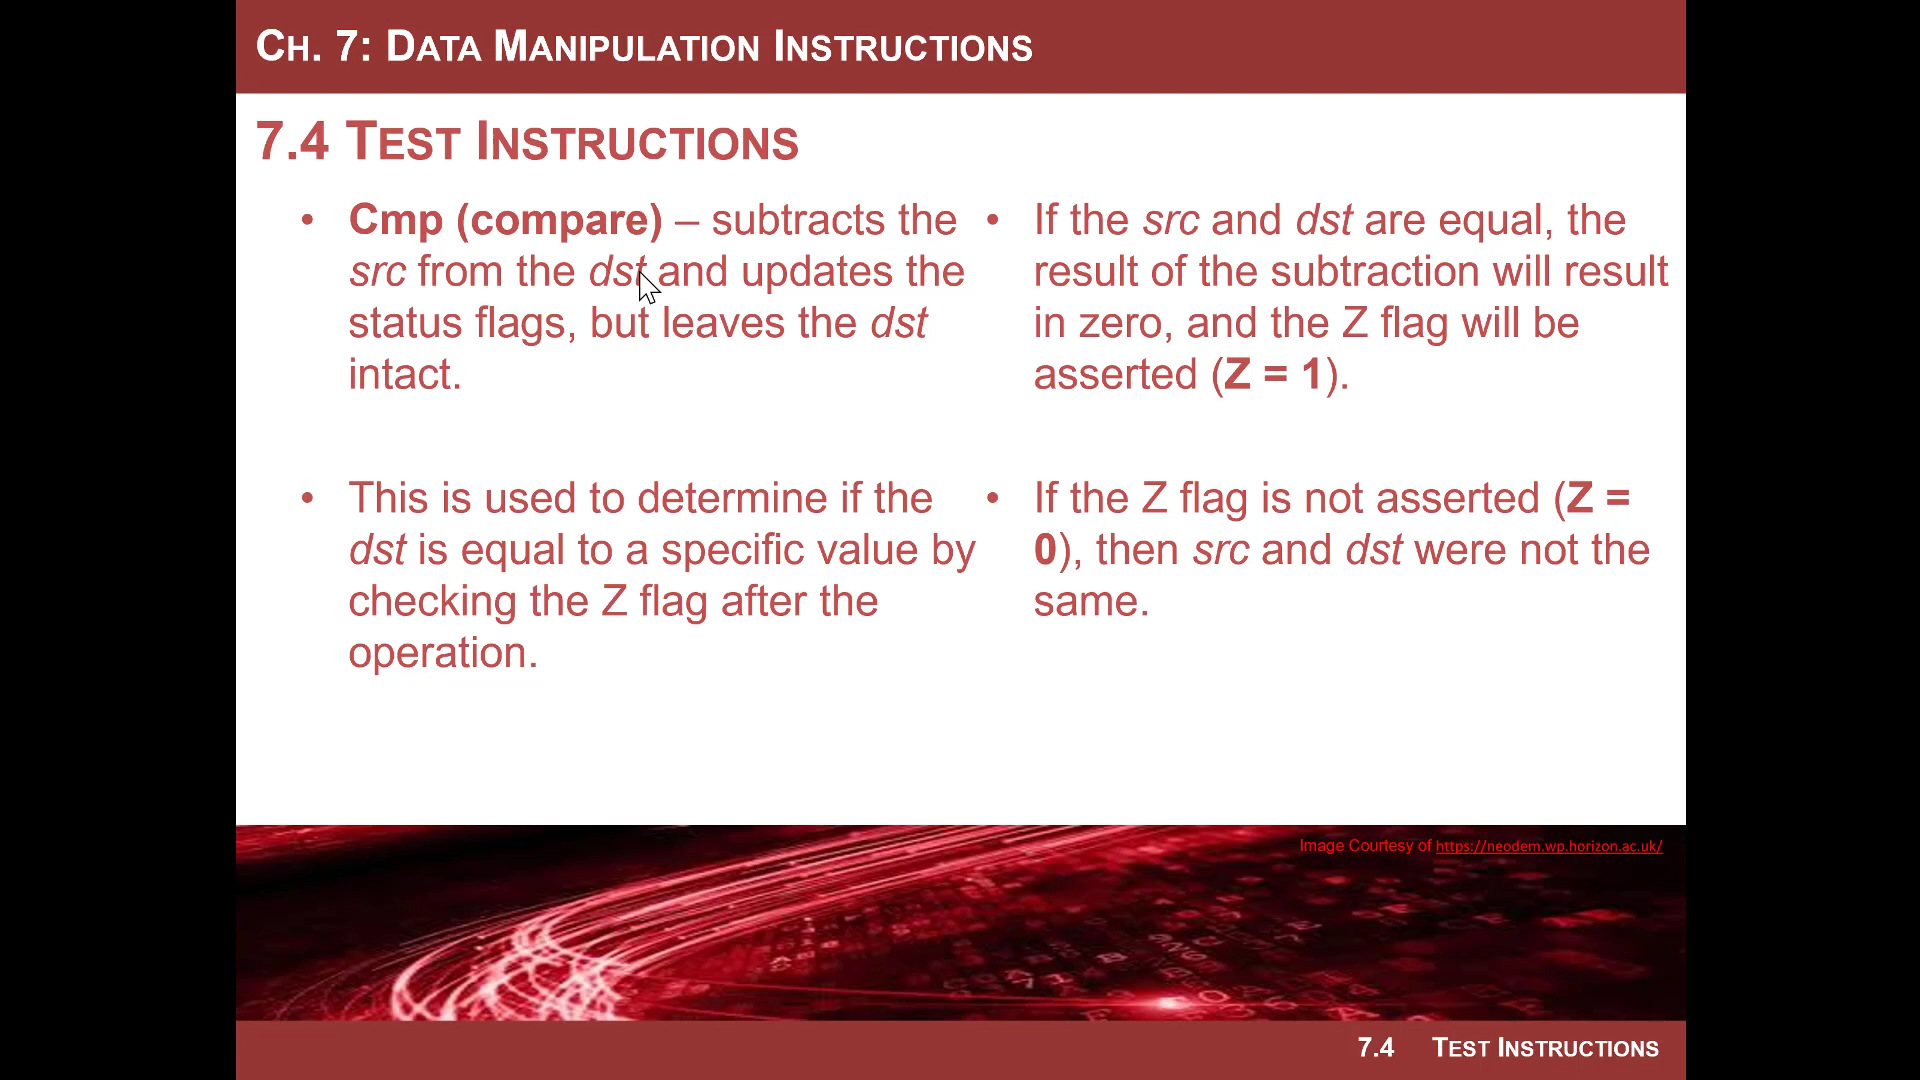 CH. 7: DATA MANIPULATION INSTRUCTIONS
7.4 TEST INSTRUCTIONS
• Cmp (compare) – subtracts the
src from the dst and updates the
status flags, but leaves the dst
intact.
• This is used to determine if the
dst is equal to a specific value by
checking the Z flag after the
operation.
• If the src and dst are equal, the
result of the subtraction will result
in zero, and the Z flag will be
asserted (Z = 1).
• If the Z flag is not asserted (Z =
0), then src and dst were not the
same.
Image Courtesy of https://neodem.wp.horizon.ac.uk/
7.4 TEST INSTRUCTIONS